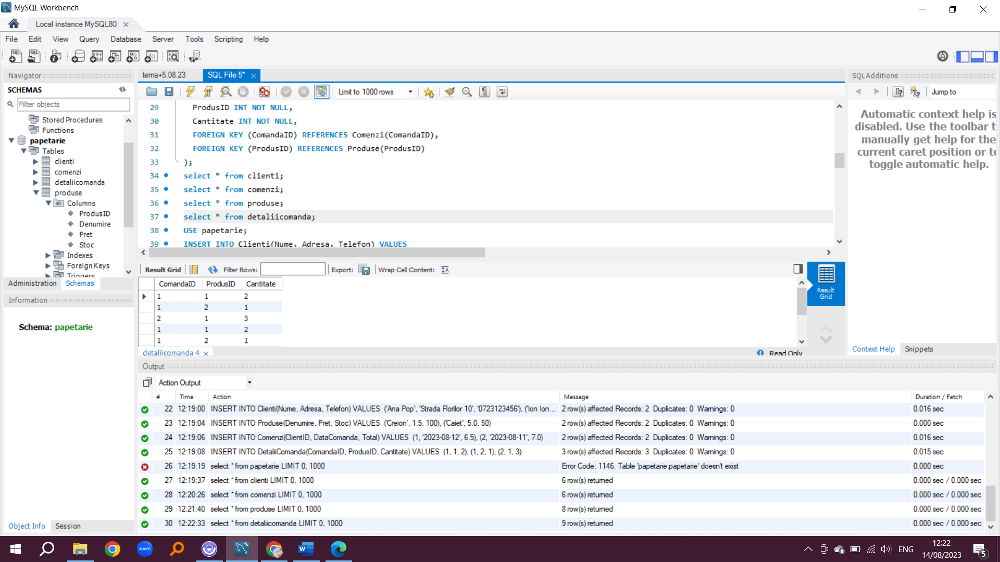 MySQL Workbench
Local instance MySQL80
File Edit View Query Database Server Tools Scripting Help
Navigator
SCHEMAS
Filter objects
Stored Procedures
Functions
papetarie
Tables
clienti
comenzi
detaliicomanda
produse
Columns
ProdusID
Denumire
Pret
Stoc
Indexes
Foreign Keys
Triggers
Administration Schemas
Information
Schema: papetarie
Object Info Session
tema+5.08.23 SQL File 5*
Limit to 1000 rows
29 ProdusID INT NOT NULL,
30 Cantitate INT NOT NULL,
31 FOREIGN KEY (ComandaID) REFERENCES Comenzi(ComandaID),
32 FOREIGN KEY (ProdusID) REFERENCES Produse(ProdusID)
33 );
34 select * from clienti;
35 select * from comenzi;
36 select * from produse;
37 select * from detaliicomanda;
38 USE papetarie;
39 INSERT INTO Clienti(Nume, Adresa, Telefon) VALUES
Result Grid Filter Rows: Export: Wrap Cell Content:
ComandaID ProdusID Cantitate
1 1 2
1 2 1
2 1 3
1 1 2
1 2 1
Result
Grid
detaliicomanda 4
Read Only
SQLAdditions
Jump to
Automatic context help is
disabled. Use the toolbar t
manually get help for the
current caret position or to
toggle automatic help.
Context Help Snippets
Output
Action Output
# Time Action Message Duration / Fetch
22 12:19:00 INSERT INTO Clienti(Nume, Adresa, Telefon) VALUES ('Ana Pop', 'Strada Florilor 10', '0723123456'), ('Ion Ion... 2 row(s) affected Records: 2 Duplicates: 0 Warnings: 0 0.016 sec
23 12:19:04 INSERT INTO Produse(Denumire, Pret, Stoc) VALUES ('Creion', 1.5, 100), ('Caiet', 5.0, 50) 2 row(s) affected Records: 2 Duplicates: 0 Warnings: 0 0.000 sec
24 12:19:06 INSERT INTO Comenzi(ClientID, DataComanda, Total) VALUES (1, '2023-08-12', 6.5), (2, '2023-08-11', 7.0) 2 row(s) affected Records: 2 Duplicates: 0 Warnings: 0 0.016 sec
25 12:19:08 INSERT INTO DetaliiComanda(ComandaID, ProdusID, Cantitate) VALUES (1, 1, 2), (1, 2, 1), (2, 1, 3) 3 row(s) affected Records: 3 Duplicates: 0 Warnings: 0 0.015 sec
26 12:19:19 select * from papetarie LIMIT 0, 1000 Error Code: 1146. Table 'papetarie.papetarie' doesn't exist 0.000 sec
27 12:19:37 select * from clienti LIMIT 0, 1000 6 row(s) returned 0.000 sec / 0.000 sec
28 12:20:26 select * from comenzi LIMIT 0, 1000 6 row(s) returned 0.000 sec / 0.000 sec
29 12:21:40 select * from produse LIMIT 0, 1000 8 row(s) returned 0.000 sec / 0.000 sec
30 12:22:33 select * from detaliicomanda LIMIT 0, 1000 9 row(s) returned 0.000 sec / 0.000 sec
zoom
ENG
12:22
14/08/2023
5